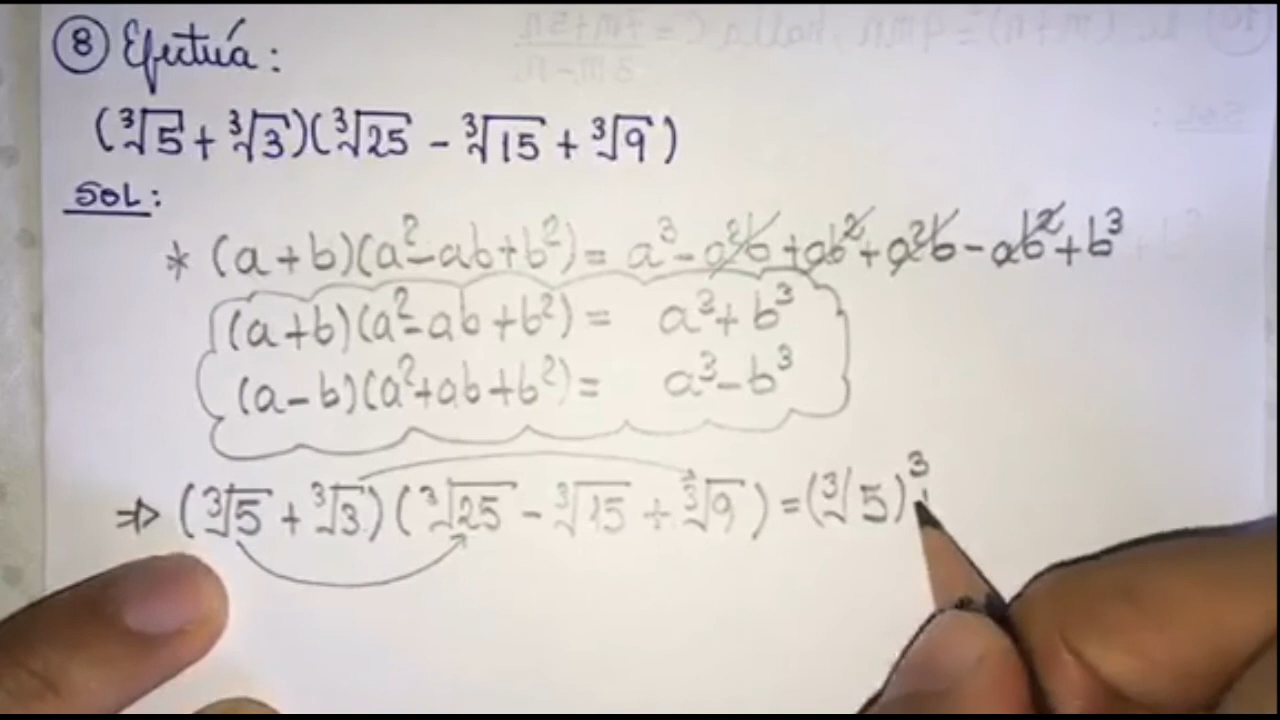 8 Efectuá:
(∛5 + ∛3)(∛25 - ∛15 + ∛9)
SOL:
* (a+b)(a²-ab+b²) = a³ - a²b + ab² + a²b - ab² + b³
(a+b)(a²-ab+b²) = a³+b³
(a-b)(a²+ab+b²) = a³-b³
⇒ (∛5 + ∛3)(∛25 - ∛15 + ∛9) = (∛5)³